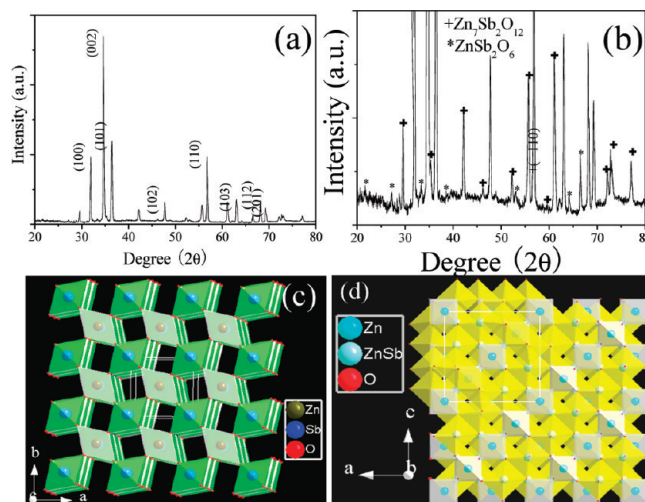 (a)
Intensity (a.u.)
(100)
(002)
(101)
(102)
(110)
(103)
(112)
(201)
20 30 40 50 60 70 80
Degree (2θ)
(b)
+Zn7Sb2O12
*ZnSb2O6
Intensity (a.u.)
+( 110)
20 30 40 50 60 70 80
Degree (2θ)
(c)
Zn
Sb
O
b
c
a
(d)
Zn
ZnSb
O
c
a
b